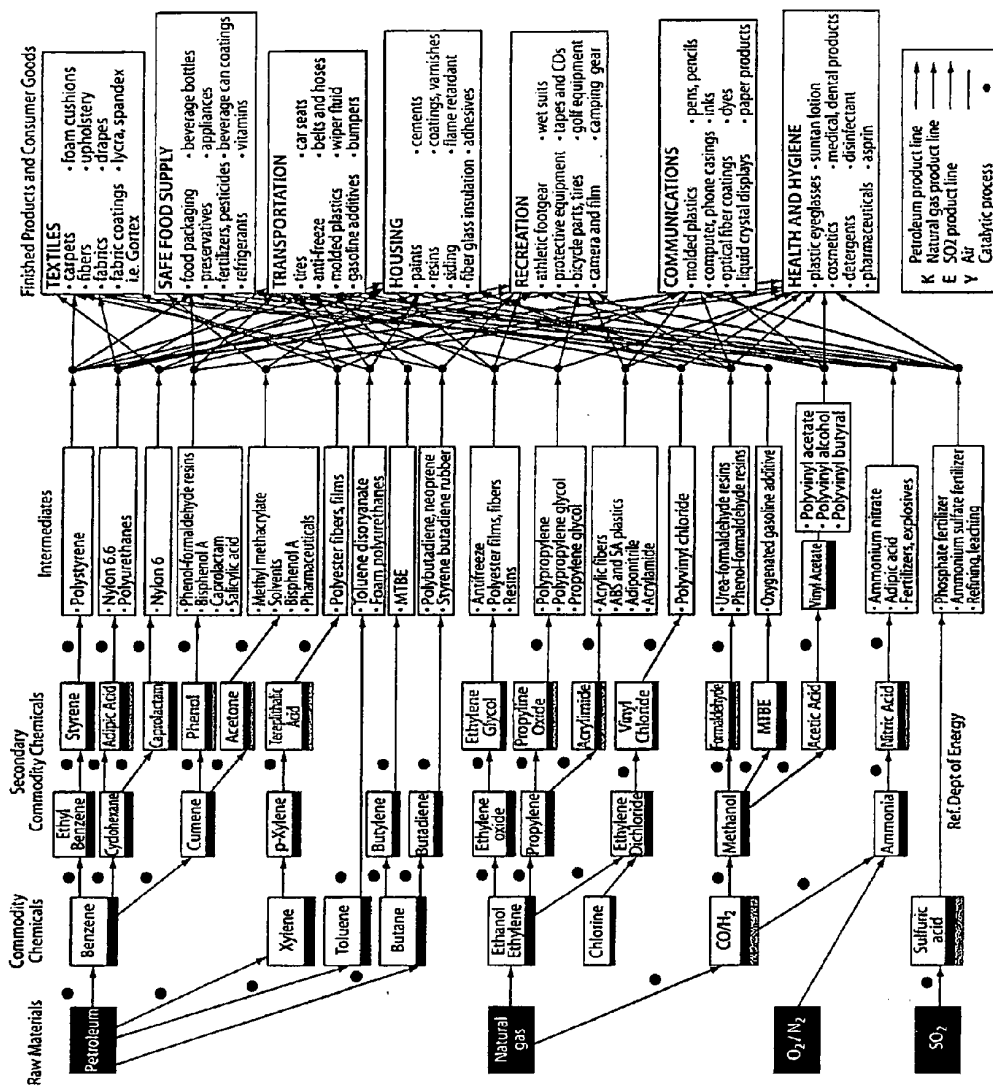 Raw Materials
Petroleum
Natural
gas
O2/N2
SO2
Commodity
Chemicals
Benzene
Xylene
Toluene
Butane
Ethanol
Ethylene
Chlorine
CO/H2
Sulfuric
acid
Secondary
Commodity Chemicals
Ethyl
Benzene
Cydohexane
Cumene
p-Xylene
Butylene
Butadiene
Ethylene
oxide
Propylene
Ethylene
Dichloride
Methanol
Ammonia
Ref. Dept of Energy
Styrene
Adipic Acid
Caprolactam
Phenol
Acetone
Acid
Ethylene
Glycol
Propyline
Oxide
Acrylimide
Vinyl
Chloride
Formaldehyde
MTBE
Acetic Acid
Nitric Acid
Intermediates
• Polystyrene
• Nylon 6.6
• Polyurethanes
• Nylon 6
• Phenol-formaldehyde resins
• Bisphenol A
• Caprolactam
• Salicylic acid
• Methyl methacrylate
• Solvents
• Bisphenol A
• Pharmaceuticals
• Polyester fibers, films
• Toluene disoryanate
• Foam polyurethanes
• MTBE
• Polybutadiene, neoprene
• Styrene butadiene rubber
• Antifreeze
• Polyester films, fibers
• Resins
• Polypropylene
• Polypropylene glycol
• Propylene glycol
• Acrylic fibers
• ABS and SA plastics
• Adiponitrile
• Acrylamide
• Polyvinyl chloride
• Urea-fomaldehyde resins
• Phenol-formaldehyde resins
• Oxygenated gasoline additive
Vinyl Acetate
• Polyvinyl acetate
• Polyvinyl alcohol
• Polyvinyl butyral
• Ammonium nitrate
• Adipic acid
• Fertilizers, explosives
• Phosphate fertilizer
• Ammonium sulfate fertilizer
• Refining, leaching
Finished Products and Consumer Goods
TEXTILES
• carpers • foam cushions
• fibers • upholstery
• fabrics • drapes
• fabric coatings • lycra, spandex
i.e. Gortex
SAFE FOOD SUPPLY
• food packaging • beverage bottles
• preservatives • appliances
• fertilizers, pesticides • beverage can coatings
• refrigerants • vitamins
TRANSPORTATION
• tires • car seats
• anti-freeze • belts and hoses
• molded plastics • wiper fluid
• gasoline additives • bumpers
HOUSING
• paints • cements
• resins • coatings, varnishes
• siding • flame retardant
• fiber glass insulation • adhesives
RECREATION
• athletic footgear • wet suits
• protective equipment • tapes and CDs
• bicycle parts, tires • golf equipment
• camera and film • camping gear
COMMUNICATIONS
• molded plastics • pens, pencils
• computer, phone casings • inks
• optical fiber coatings • dyes
• liquid crystal displays • paper products
HEALTH AND HYGIENE
• plastic eyeglasses • suntan lotion
• cosmetics • medical, dental products
• detergents • disinfectant
• pharmaceuticals • asprin
K Petroleum product line
Natural gas product line
E SO2 product line
Y Air
Catalytic process